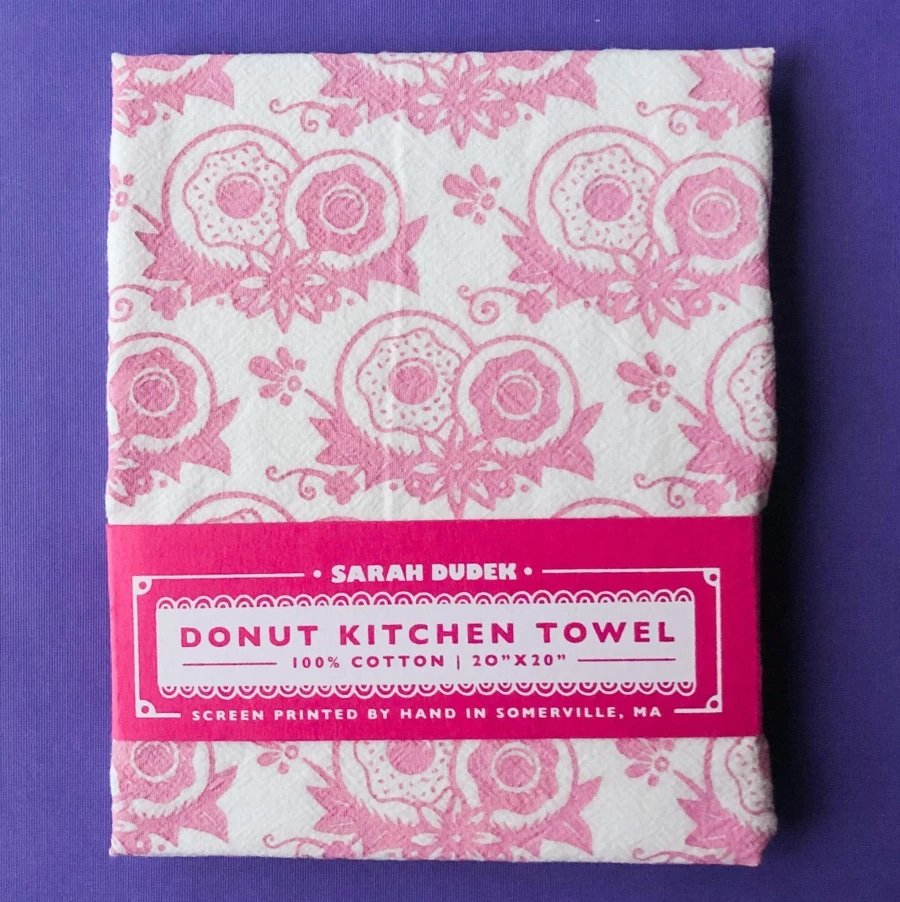 • SARAH DUDEK •
DONUT KITCHEN TOWEL
100% COTTON | 20"X20"
SCREEN PRINTED BY HAND IN SOMERVILLE, MA